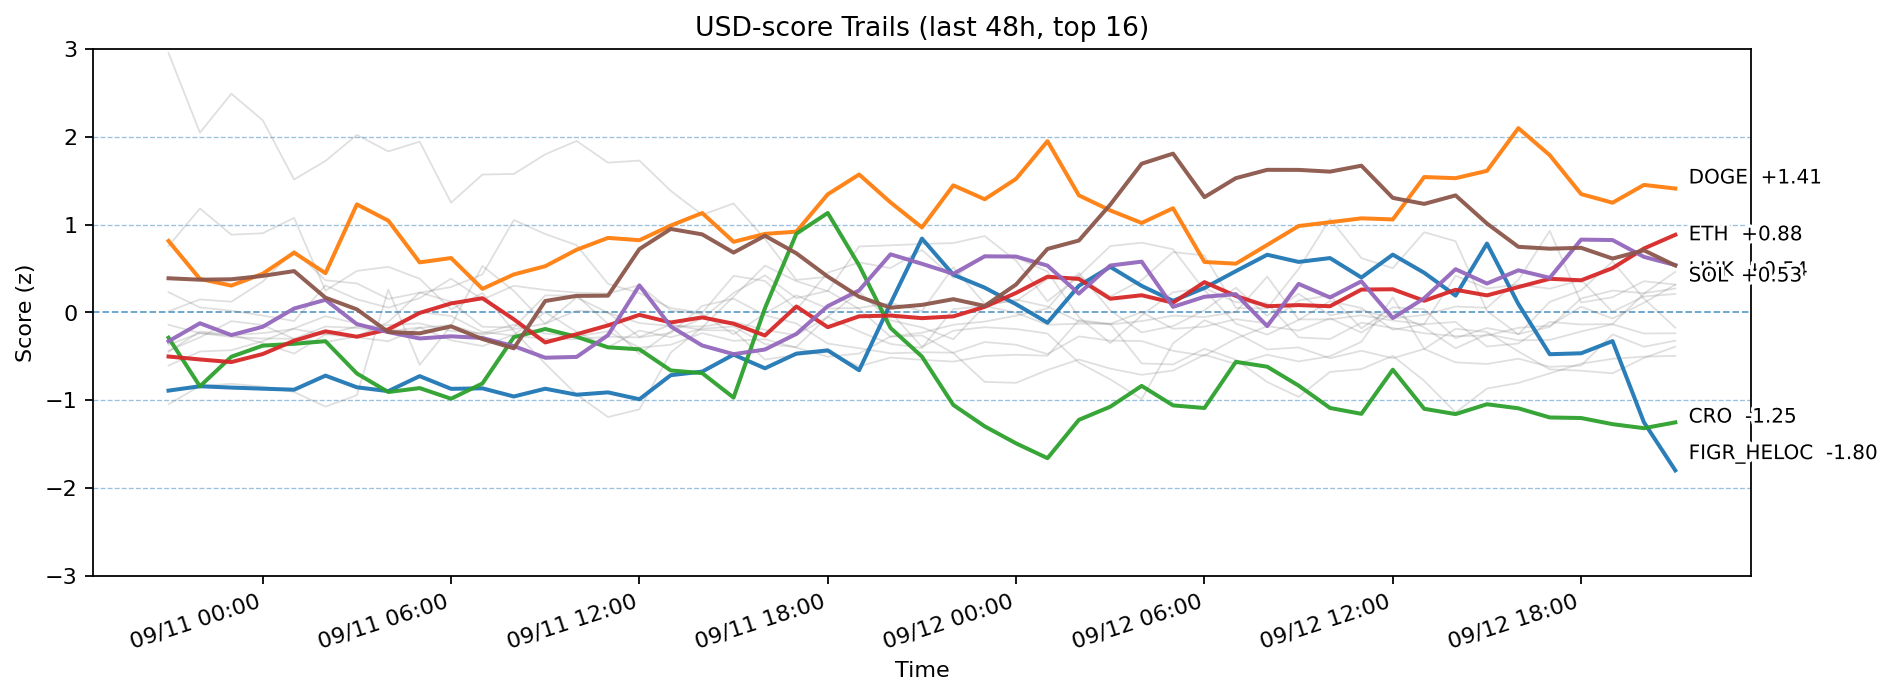 USD-score Trails (last 48h, top 16)
Score (z)
3
2
1
0
−1
−2
−3
DOGE +1.41
ETH +0.88
SOL +0.53
CRO -1.25
FIGR_HELOC -1.80
09/11 00:00
09/11 06:00
09/11 12:00
09/11 18:00
09/12 00:00
09/12 06:00
09/12 12:00
09/12 18:00
Time